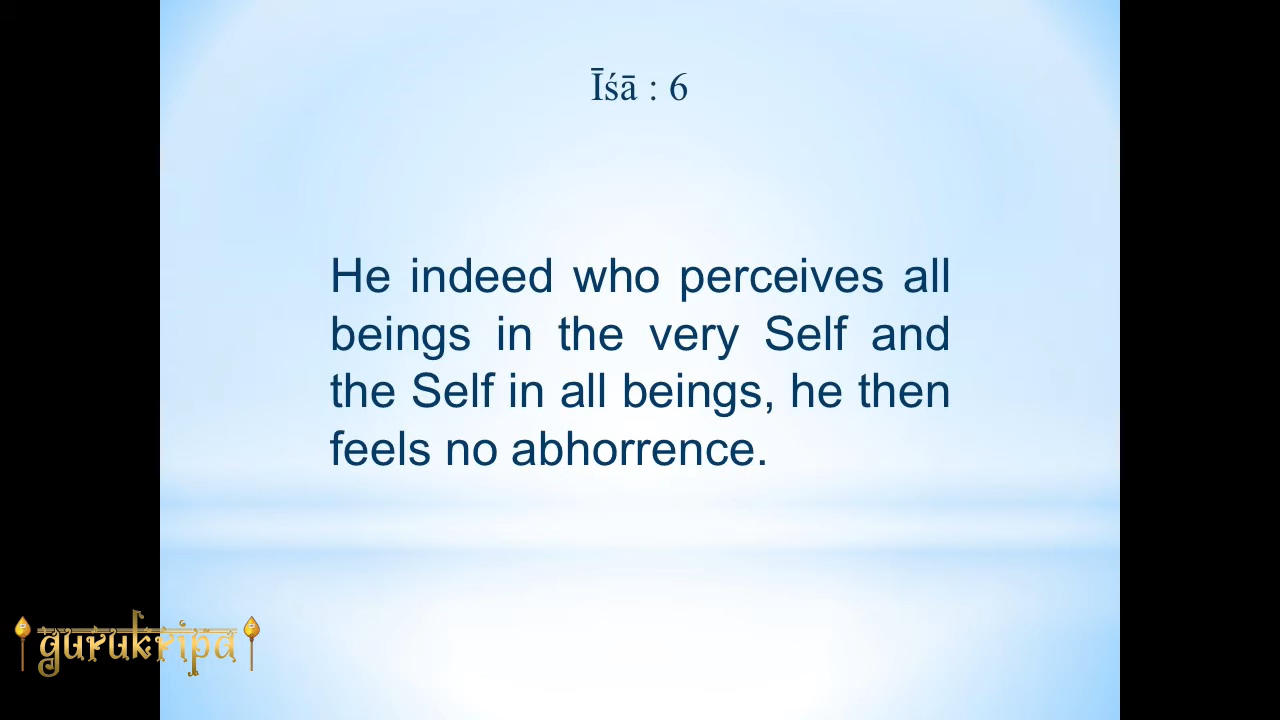 Īśā : 6
He indeed who perceives all
beings in the very Self and
the Self in all beings, he then
feels no abhorrence.
gurukripa